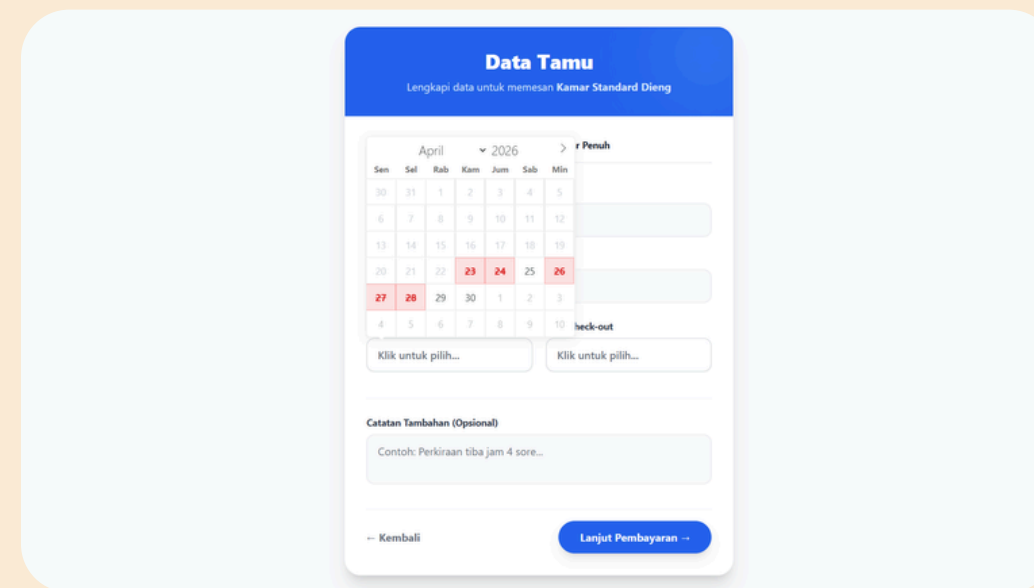 Data Tamu
Lengkapi data untuk memesan Kamar Standard Dieng
r Penuh
April 2026
Sen Sel Rab Kam Jum Sab Min
30 31 1 2 3 4 5
6 7 8 9 10 11 12
13 14 15 16 17 18 19
20 21 22 23 24 25 26
27 28 29 30 1 2 3
4 5 6 7 8 9 10
heck-out
Klik untuk pilih... Klik untuk pilih...
Catatan Tambahan (Opsional)
Contoh: Perkiraan tiba jam 4 sore...
← Kembali Lanjut Pembayaran →